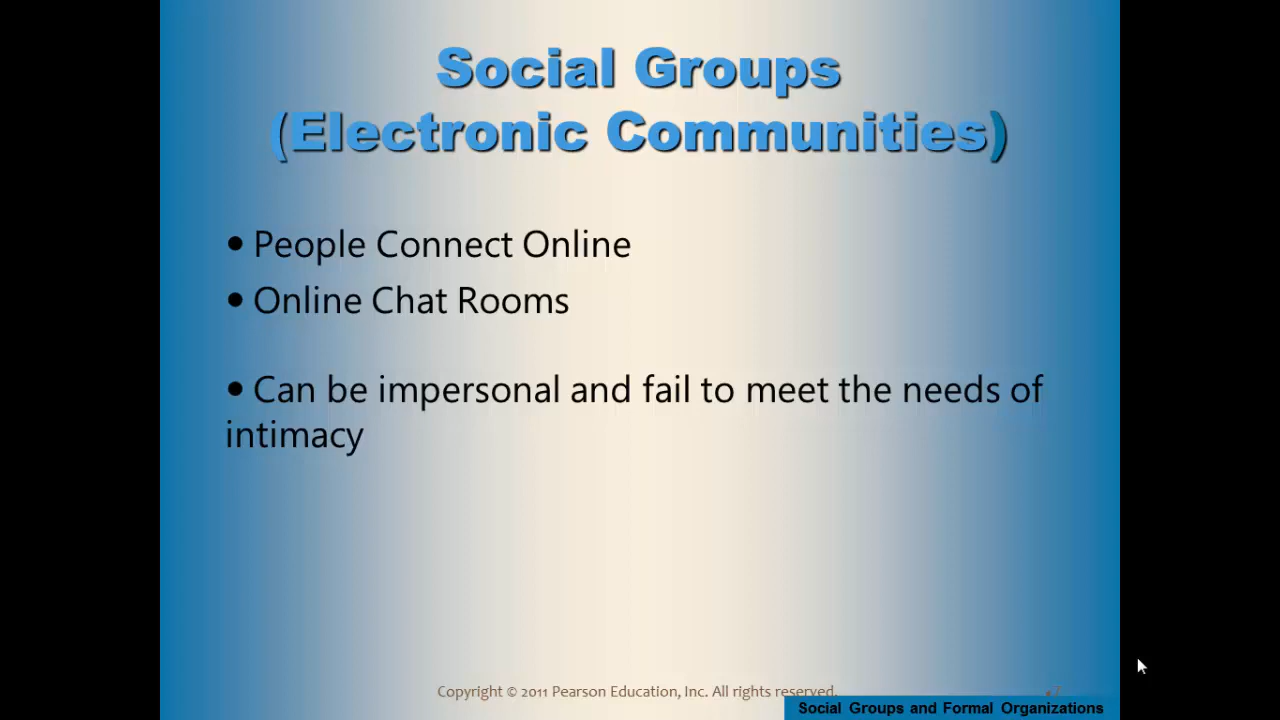 Social Groups
(Electronic Communities)
• People Connect Online
• Online Chat Rooms
• Can be impersonal and fail to meet the needs of
intimacy
Copyright © 2011 Pearson Education, Inc. All rights reserved.
Social Groups and Formal Organizations